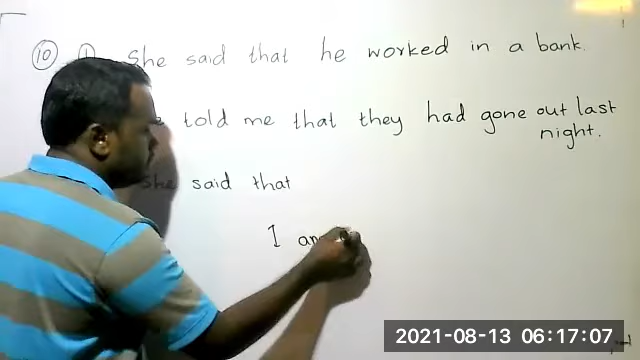 10 1 She said that he worked in a bank.
told me that they had gone out last
night.
She said that
I am
2021-08-13 06:17:07